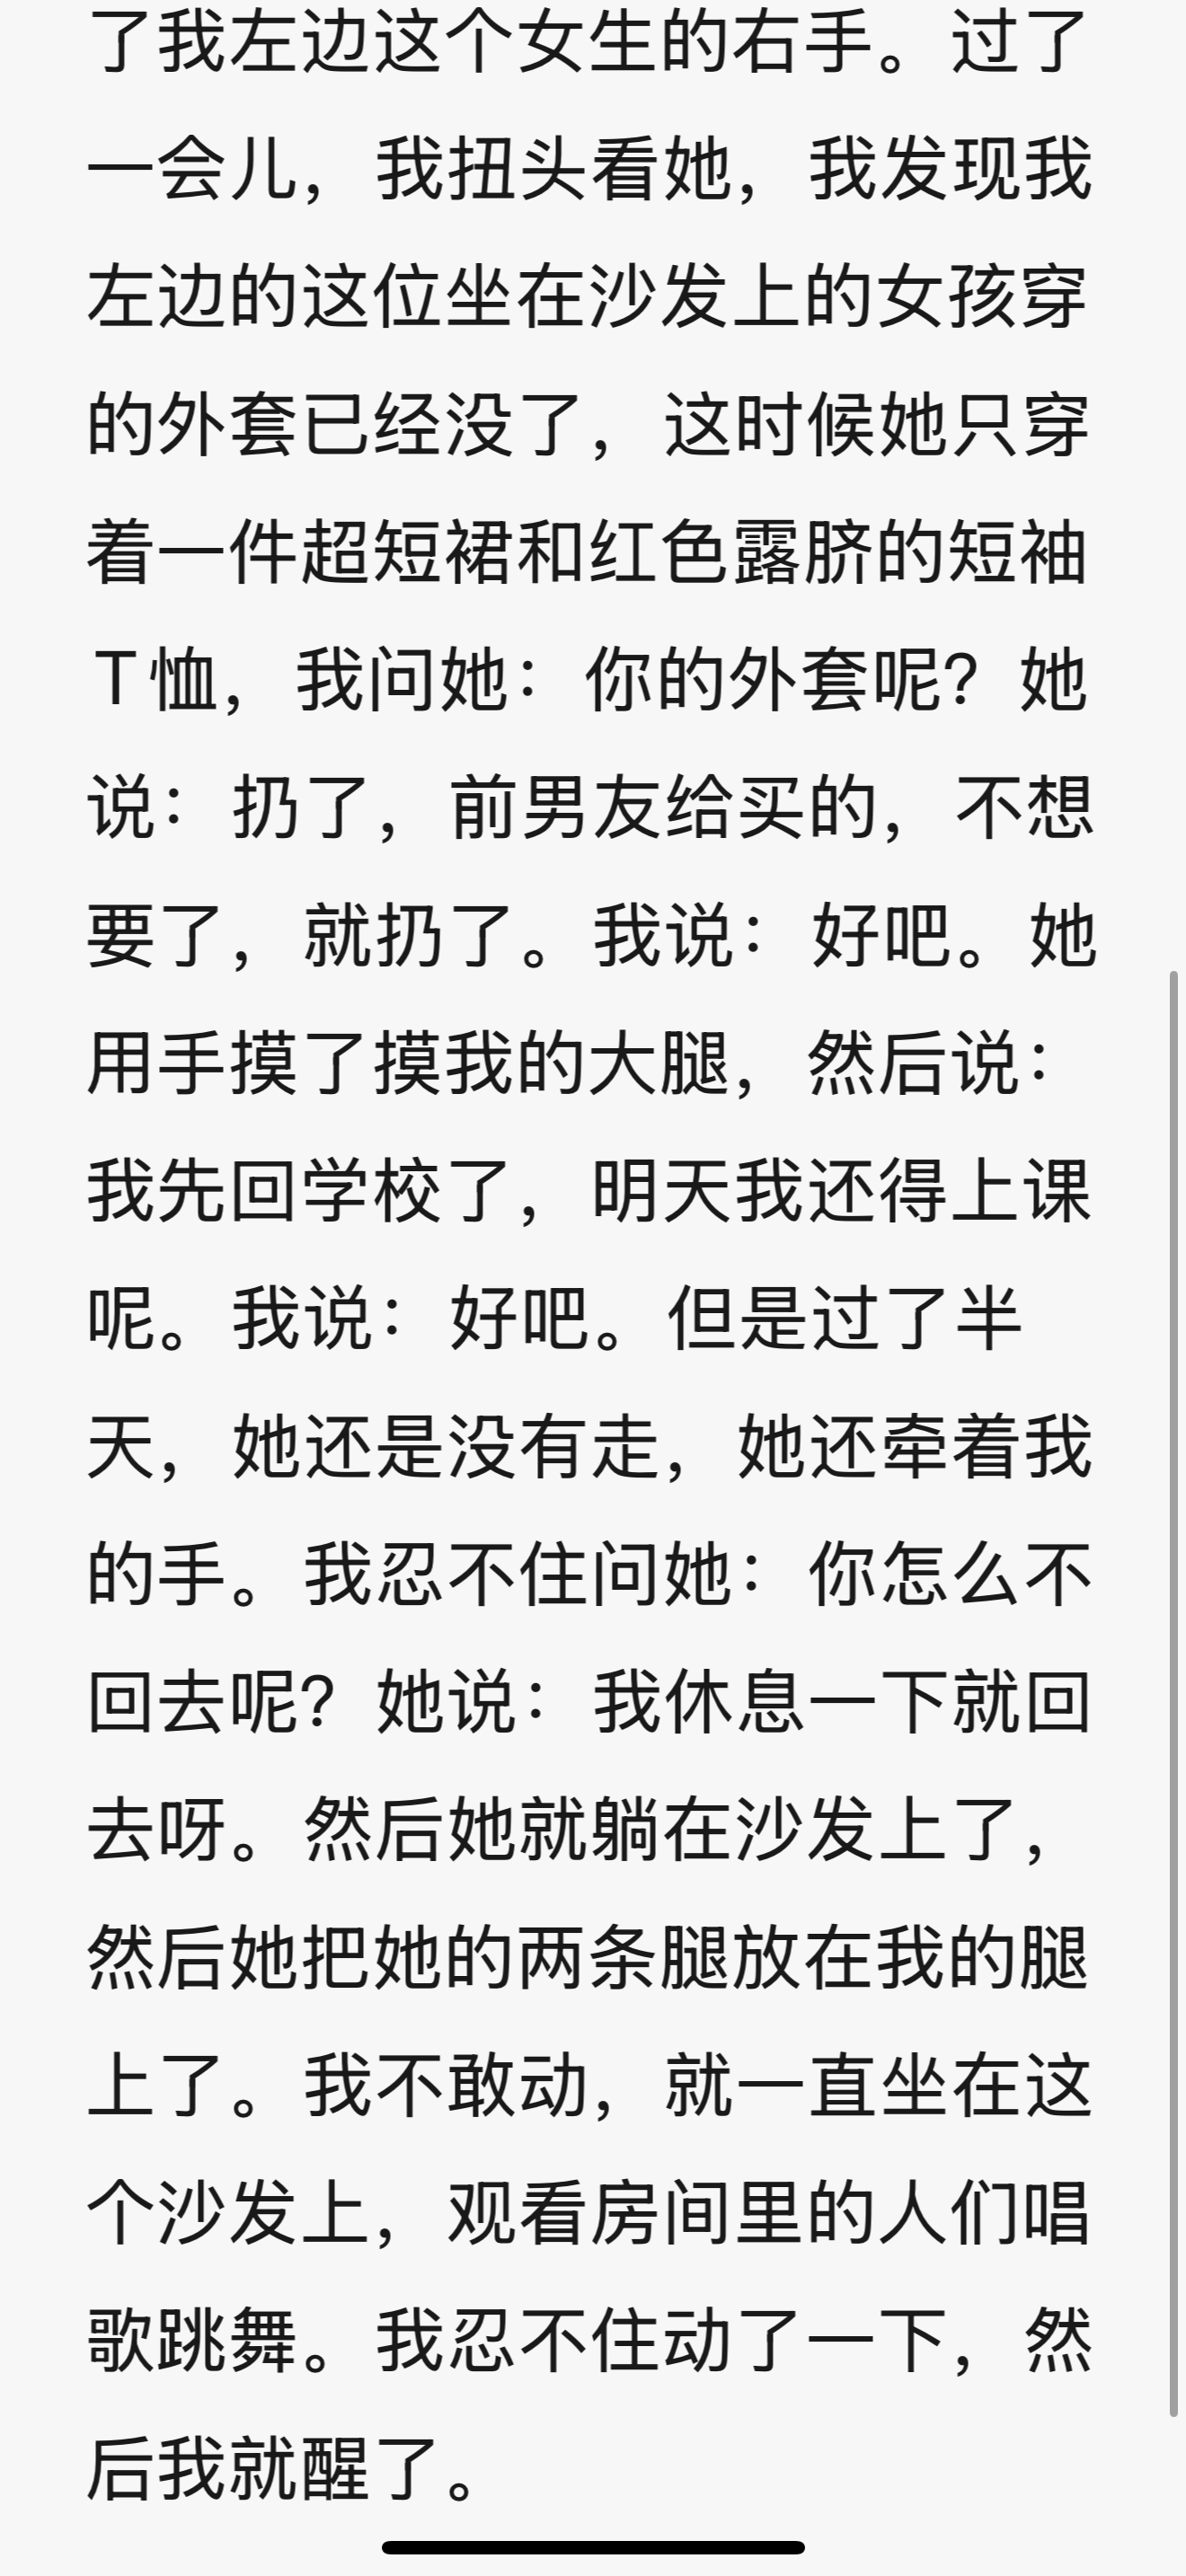 了我左边这个女生的右手。过了
一会儿，我扭头看她，我发现我
左边的这位坐在沙发上的女孩穿
的外套已经没了，这时候她只穿
着一件超短裙和红色露脐的短袖
T恤，我问她：你的外套呢？她
说：扔了，前男友给买的，不想
要了，就扔了。我说：好吧。她
用手摸了摸我的大腿，然后说：
我先回学校了，明天我还得上课
呢。我说：好吧。但是过了半
天，她还是没有走，她还牵着我
的手。我忍不住问她：你怎么不
回去呢？她说：我休息一下就回
去呀。然后她就躺在沙发上了，
然后她把她的两条腿放在我的腿
上了。我不敢动，就一直坐在这
个沙发上，观看房间里的人们唱
歌跳舞。我忍不住动了一下，然
后我就醒了。